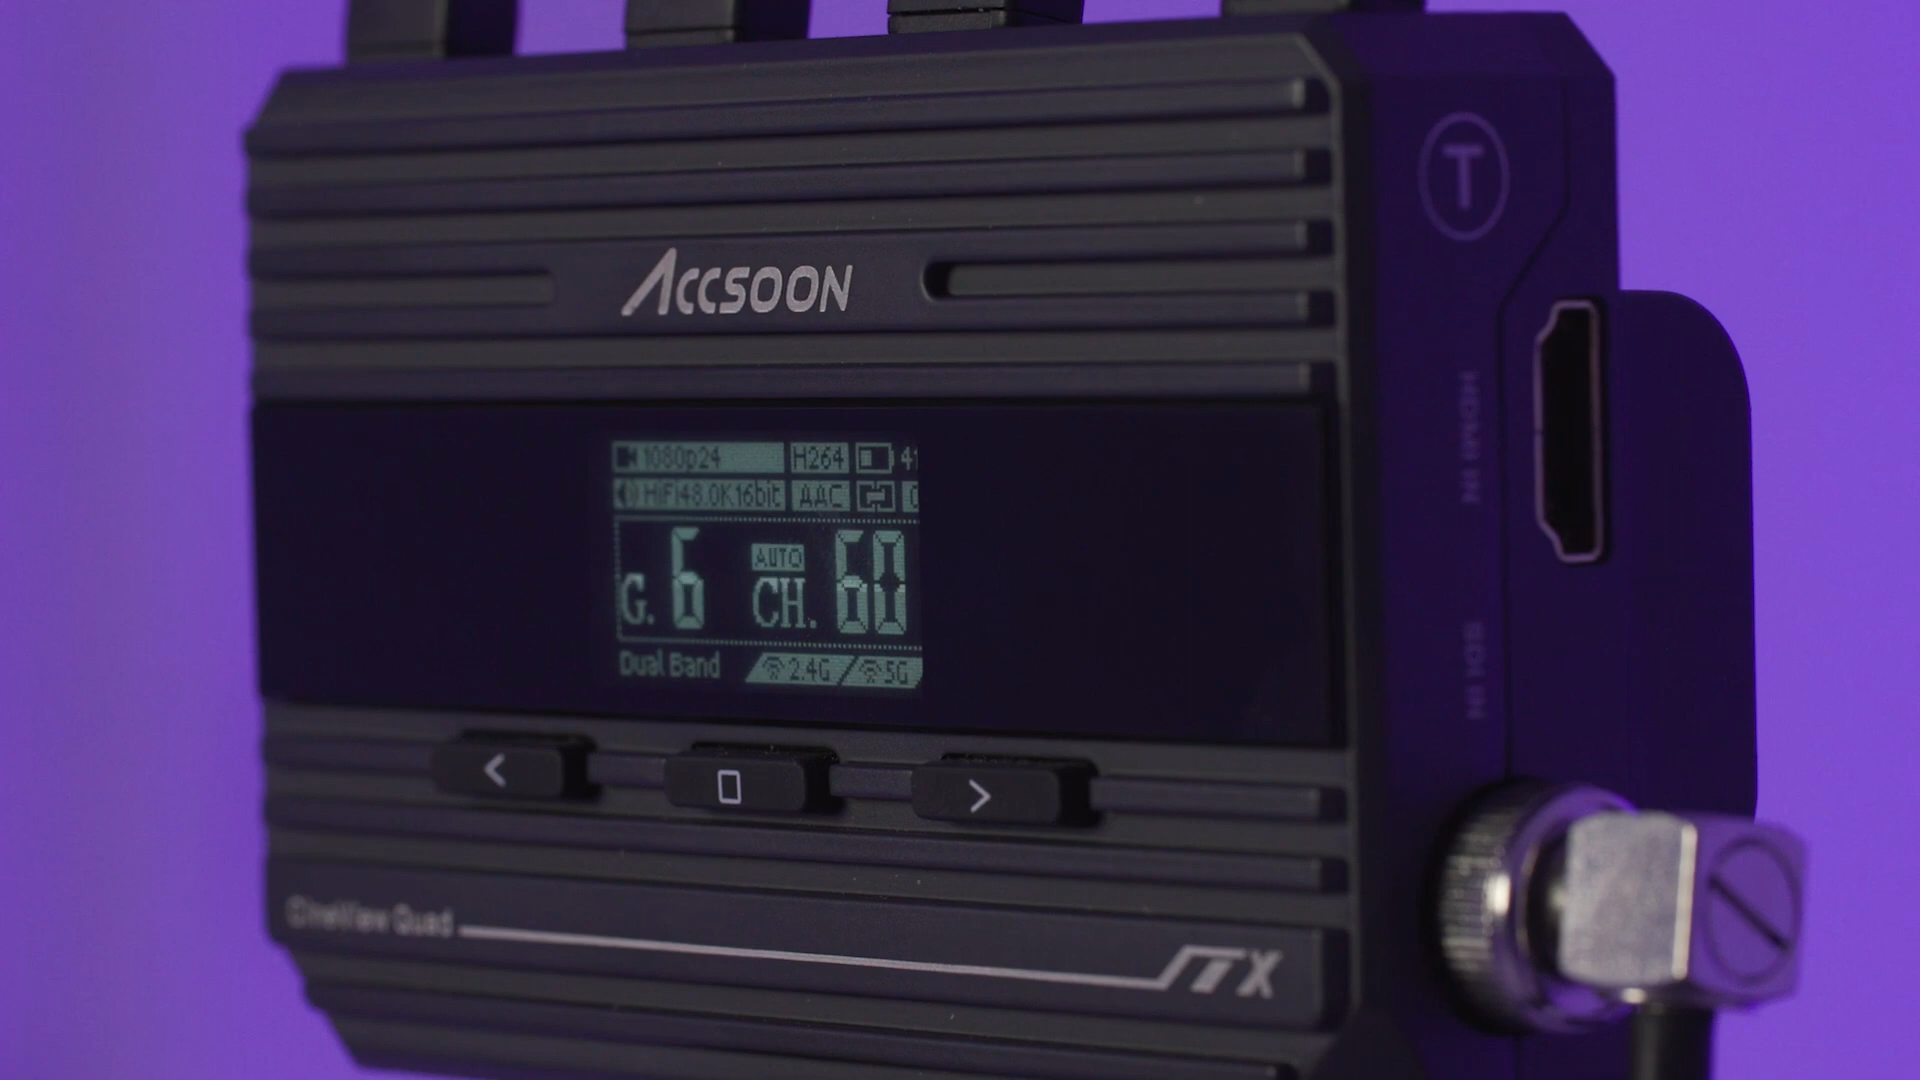 T
ACCSOON
HDMI IN
1080p24 H264 41
HiFi48.0K16bit AAC
G. 6 AUTO CH. 60
Dual Band 2.4G 5G
SDI IN
< >
CineView Quad TX